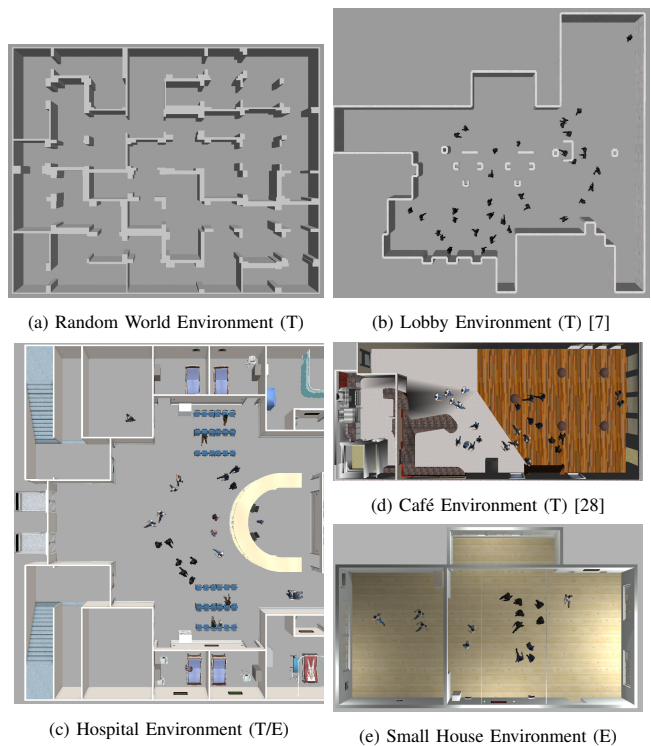 (a) Random World Environment (T)
(b) Lobby Environment (T) [7]
(c) Hospital Environment (T/E)
(d) Café Environment (T) [28]
(e) Small House Environment (E)